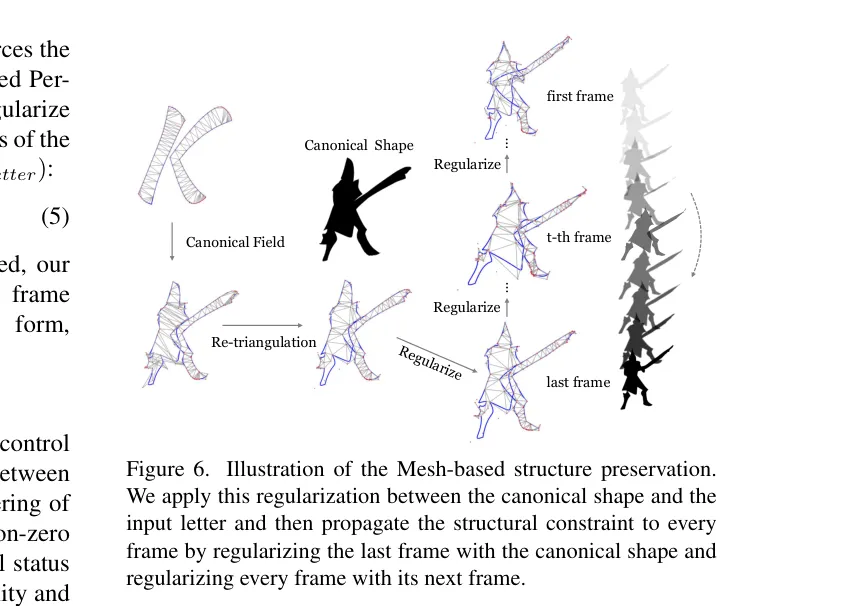 rces the
ed Per-
gularize
s of the
etter):
(5)
ed, our
frame
form,
control
etween
ering of
on-zero
l status
lity and
Canonical Shape
Canonical Field
Re-triangulation
Regularize
last frame
Regularize
t-th frame
Regularize
first frame
Figure 6. Illustration of the Mesh-based structure preservation.
We apply this regularization between the canonical shape and the
input letter and then propagate the structural constraint to every
frame by regularizing the last frame with the canonical shape and
regularizing every frame with its next frame.